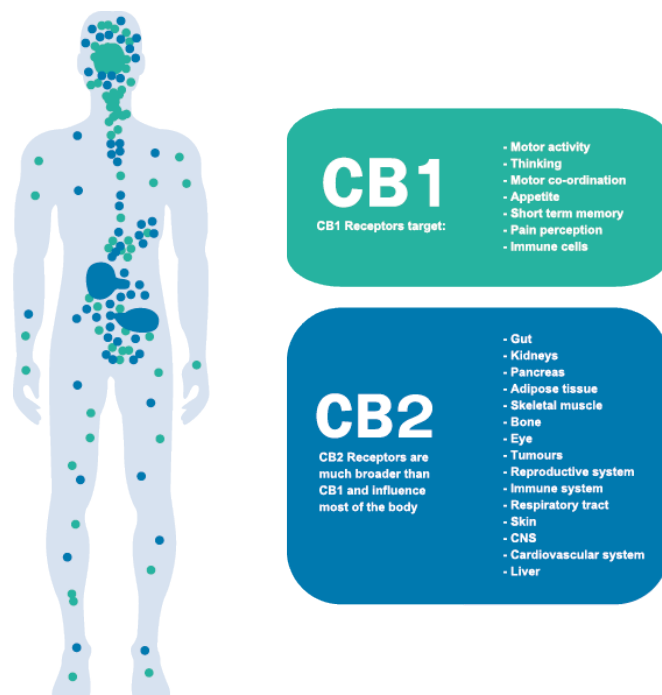 CB1
CB1 Receptors target:
- Motor activity
- Thinking
- Motor co-ordination
- Appetite
- Short term memory
- Pain perception
- Immune cells
CB2
CB2 Receptors are
much broader than
CB1 and influence
most of the body
- Gut
- Kidneys
- Pancreas
- Adipose tissue
- Skeletal muscle
- Bone
- Eye
- Tumours
- Reproductive system
- Immune system
- Respiratory tract
- Skin
- CNS
- Cardiovascular system
- Liver